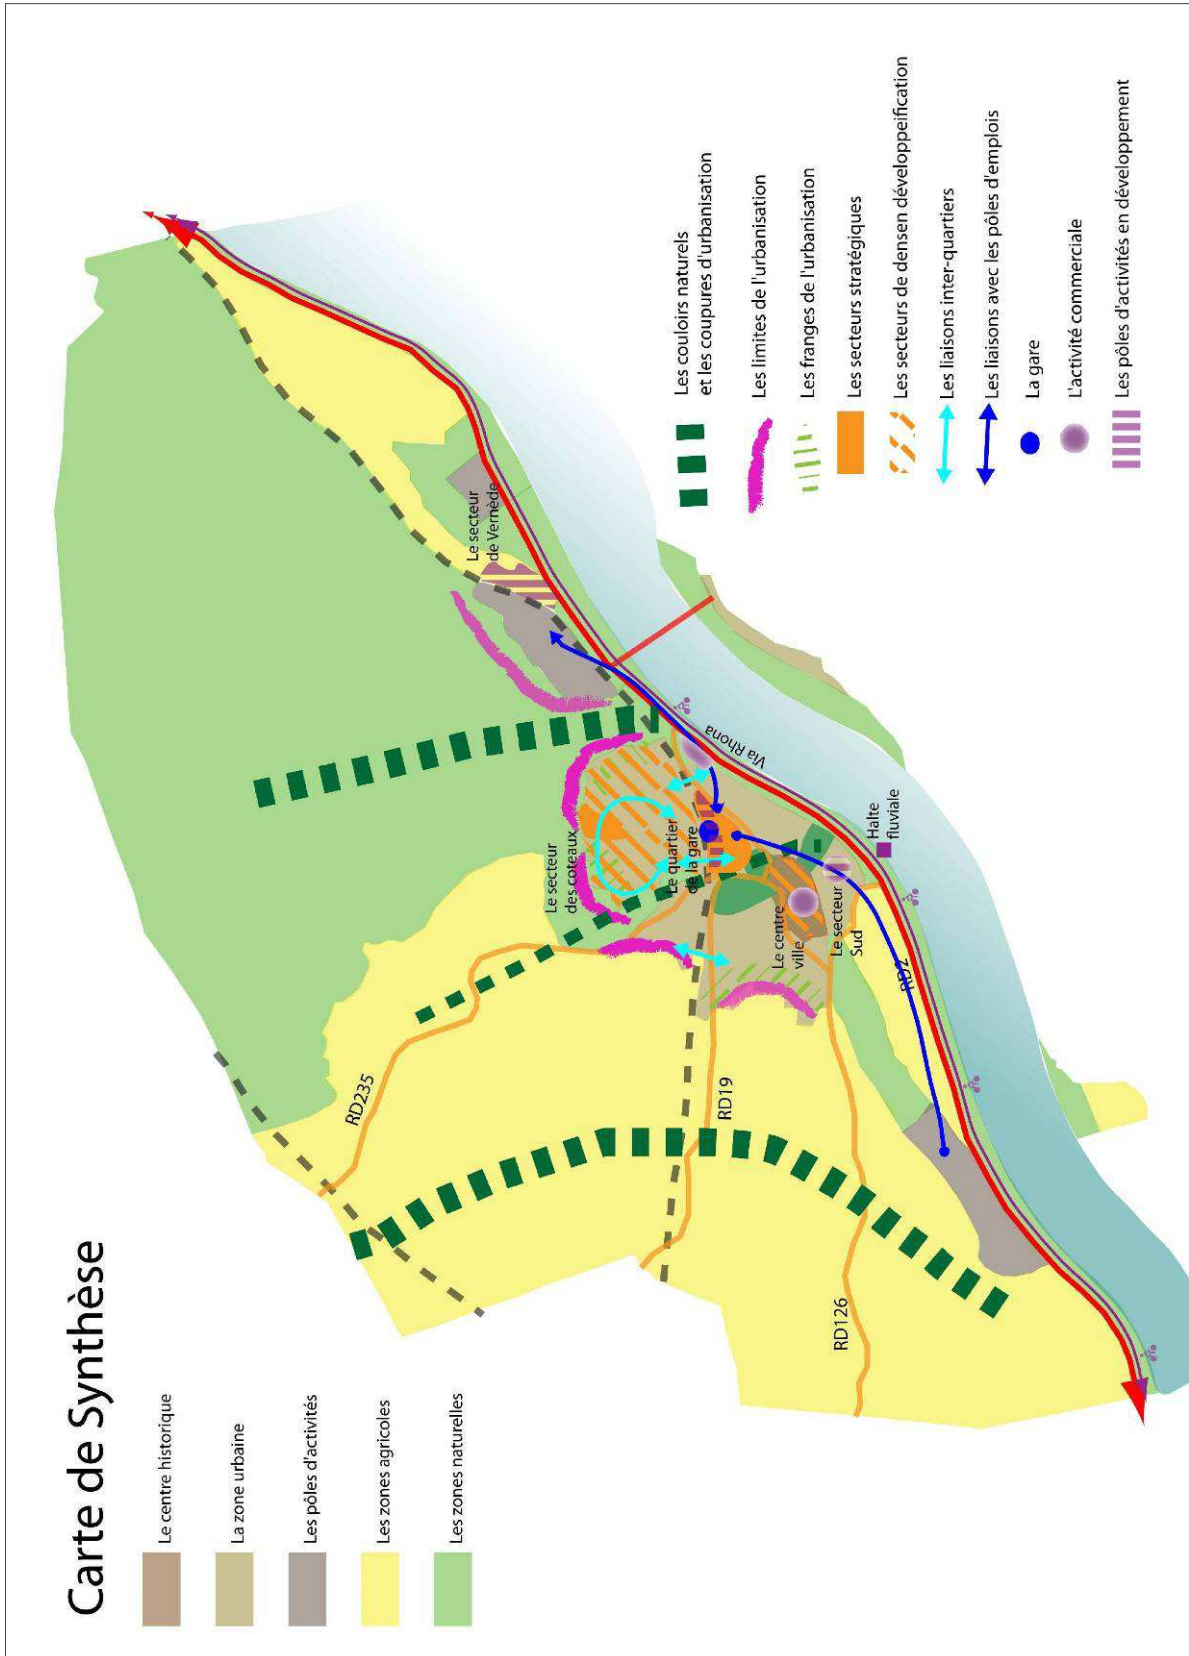 Carte de Synthèse
Le centre historique
La zone urbaine
Les pôles d'activités
Les zones agricoles
Les zones naturelles
RD235
RD19
RD126
Le secteur
des coteaux
Le quartier
de la gare
Le centre
ville
Le secteur
Sud
RD2
Halte
fluviale
Via Rhona
Le secteur
de Vernède
Les couloirs naturels
et les coupures d'urbanisation
Les limites de l'urbanisation
Les franges de l'urbanisation
Les secteurs stratégiques
Les secteurs de densen développeification
Les liaisons inter-quartiers
Les liaisons avec les pôles d'emplois
La gare
L'activité commerciale
Les pôles d'activités en développement